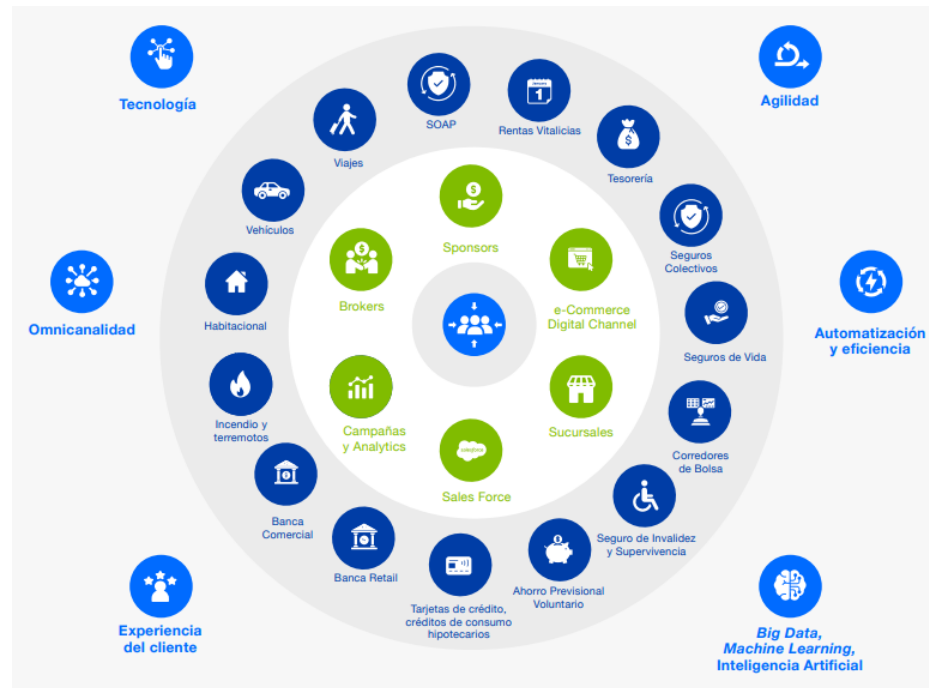 Tecnología
Agilidad
Omnicanalidad
Automatización
y eficiencia
Experiencia
del cliente
Big Data,
Machine Learning,
Inteligencia Artificial
SOAP
1
Rentas Vitalicias
$
Tesorería
Seguros
Colectivos
Seguros de Vida
Corredores
de Bolsa
Seguro de Invalidez
y Supervivencia
Ahorro Previsional
Voluntario
Tarjetas de crédito,
créditos de consumo
hipotecarios
Banca Retail
Banca
Comercial
Incendio y
terremotos
Habitacional
Vehículos
Viajes
$
Sponsors
e-Commerce
Digital Channel
Sucursales
salesforce
Sales Force
Campañas
y Analytics
$
Brokers